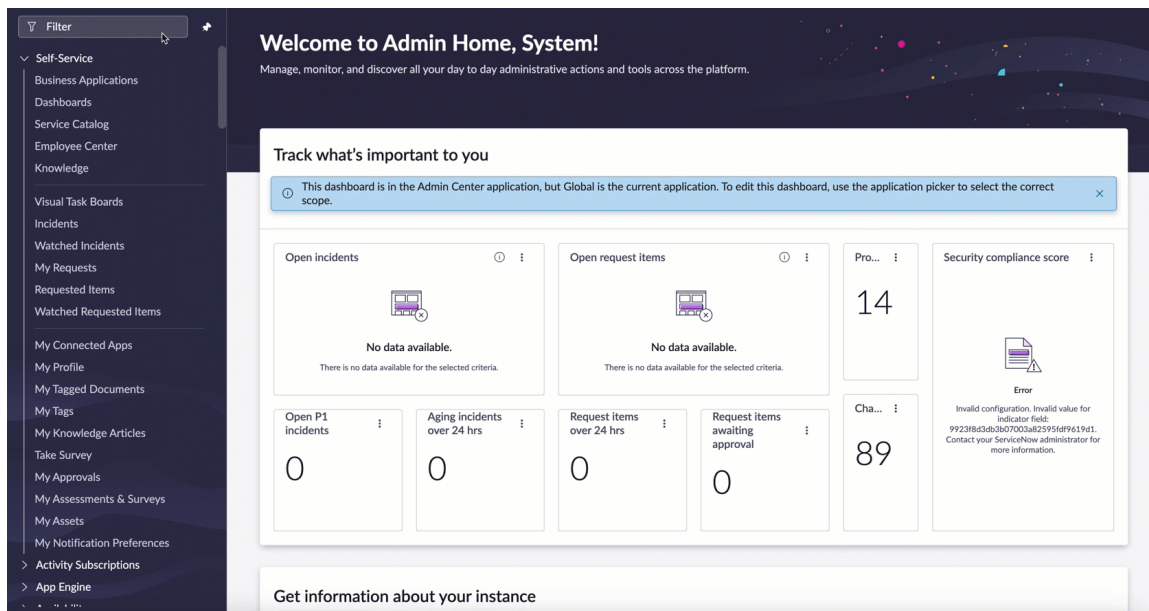 Filter
Self-Service
Business Applications
Dashboards
Service Catalog
Employee Center
Knowledge
Visual Task Boards
Incidents
Watched Incidents
My Requests
Requested Items
Watched Requested Items
My Connected Apps
My Profile
My Tagged Documents
My Tags
My Knowledge Articles
Take Survey
My Approvals
My Assessments & Surveys
My Assets
My Notification Preferences
Activity Subscriptions
App Engine
Welcome to Admin Home, System!
Manage, monitor, and discover all your day to day administrative actions and tools across the platform.
Track what's important to you
This dashboard is in the Admin Center application, but Global is the current application. To edit this dashboard, use the application picker to select the correct
scope.
Open incidents
No data available.
There is no data available for the selected criteria.
Open request items
No data available.
There is no data available for the selected criteria.
Pro...
14
Security compliance score
Error
Invalid configuration. Invalid value for
indicator field:
9923f8d3db3b07003a82595fdf9619d1.
Contact your ServiceNow administrator for
more information.
Open P1
incidents
0
Aging incidents
over 24 hrs
0
Request items
over 24 hrs
0
Request items
awaiting
approval
0
Cha...
89
Get information about your instance